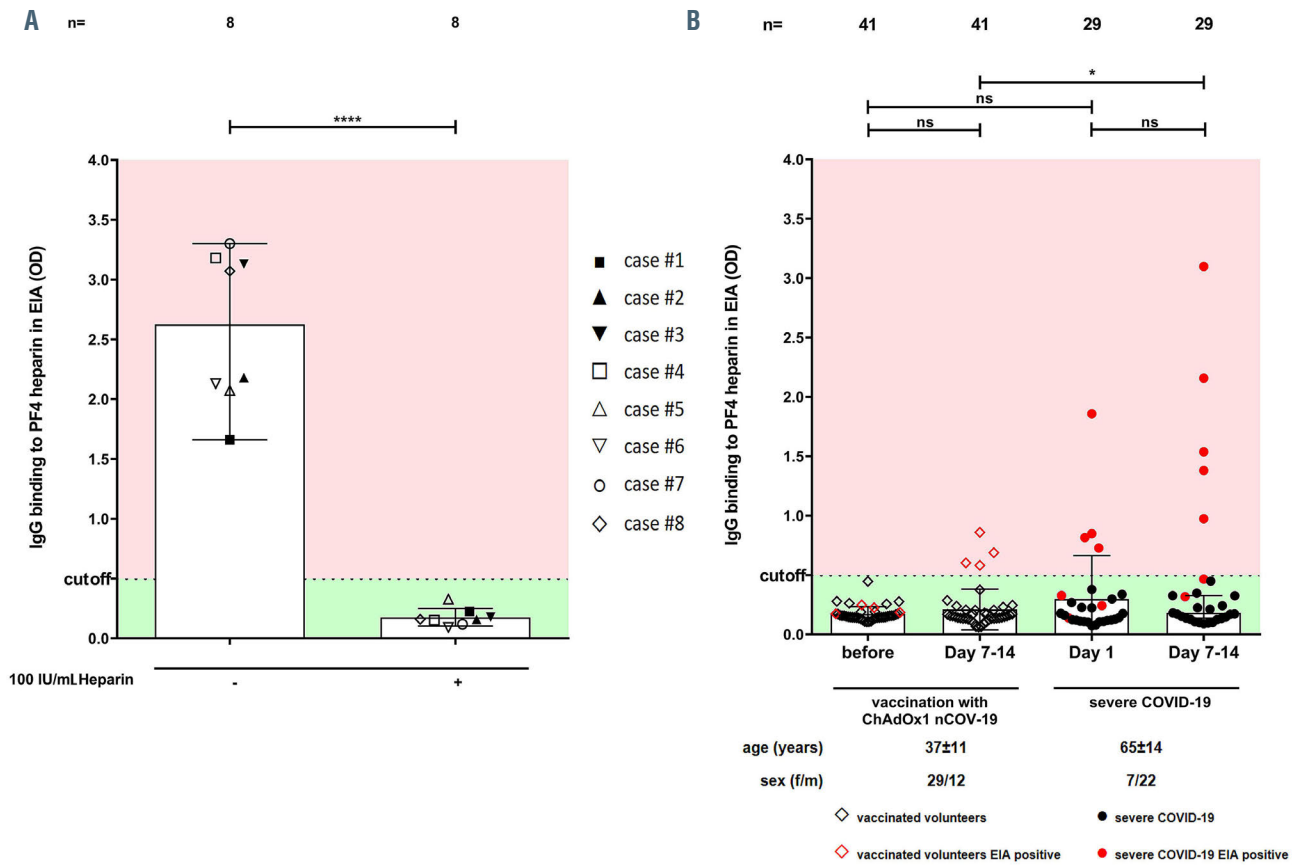 A
n=
8
8
****
IgG binding to PF4 heparin in EIA (OD)
4.0
3.5
3.0
2.5
2.0
1.5
1.0
cutoff
0.0
100 IU/mLHeparin
-
+
case #1
case #2
case #3
case #4
case #5
case #6
case #7
case #8
B
n=
41
41
29
29
*
ns
ns
ns
IgG binding to PF4 heparin in EIA (OD)
4.0
3.5
3.0
2.5
2.0
1.5
1.0
cutoff
0.0
before
Day 7-14
Day 1
Day 7-14
vaccination with
ChAdOx1 nCOV-19
severe COVID-19
age (years)
37±11
65±14
sex (f/m)
29/12
7/22
vaccinated volunteers
severe COVID-19
vaccinated volunteers EIA positive
severe COVID-19 EIA positive